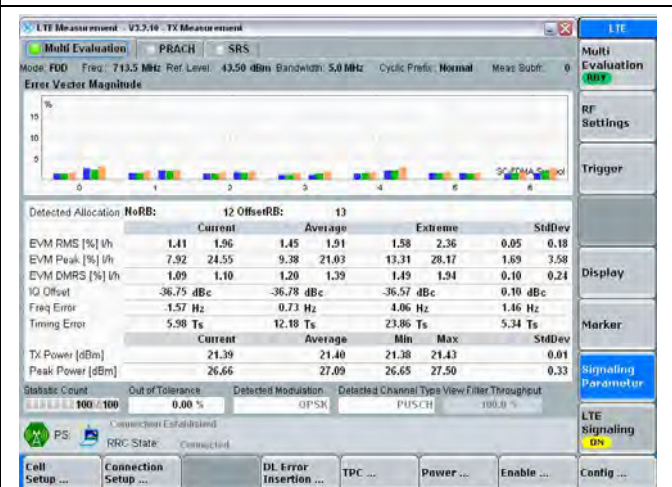 LTE Measurement - V3.2.10 - TX Measurement
LTE
Multi Evaluation PRACH SRS
Multi Evaluation
RDY
Mode: FDD Freq.: 713.5 MHz Ref. Level: 43.50 dBm Bandwidth: 5.0 MHz Cyclic Prefix: Normal Meas Subfr.: 0
Error Vector Magnitude
%
15
10
5
SC-FDMA Symbol
0 1 2 3 4 5 6
RF Settings
Trigger
Detected Allocation NoRB: 12 OffsetRB: 13
Current Average Extreme StdDev
EVM RMS [%] l/h 1.41 1.96 1.45 1.91 1.58 2.36 0.05 0.18
EVM Peak [%] l/h 7.92 24.55 9.38 21.03 13.31 28.17 1.69 3.58
EVM DMRS [%] l/h 1.09 1.10 1.20 1.39 1.49 1.94 0.10 0.24
IQ Offset -36.75 dBc -36.78 dBc -36.57 dBc 0.10 dBc
Freq Error -1.57 Hz 0.73 Hz 4.06 Hz 1.46 Hz
Timing Error 5.98 Ts 12.18 Ts 23.86 Ts 5.34 Ts
Current Average Min Max StdDev
TX Power [dBm] 21.39 21.40 21.38 21.43 0.01
Peak Power [dBm] 26.66 27.09 26.65 27.50 0.33
Display
Marker
Signaling Parameter
Statistic Count Out of Tolerance Detected Modulation Detected Channel Type View Filter Throughput
100 / 100 0.00 % QPSK PUSCH 100.0 %
Connection Established
PS: RRC State: Connected
LTE Signaling
ON
Cell Setup ... Connection Setup ... DL Error Insertion ... TPC ... Power ... Enable ... Config ...